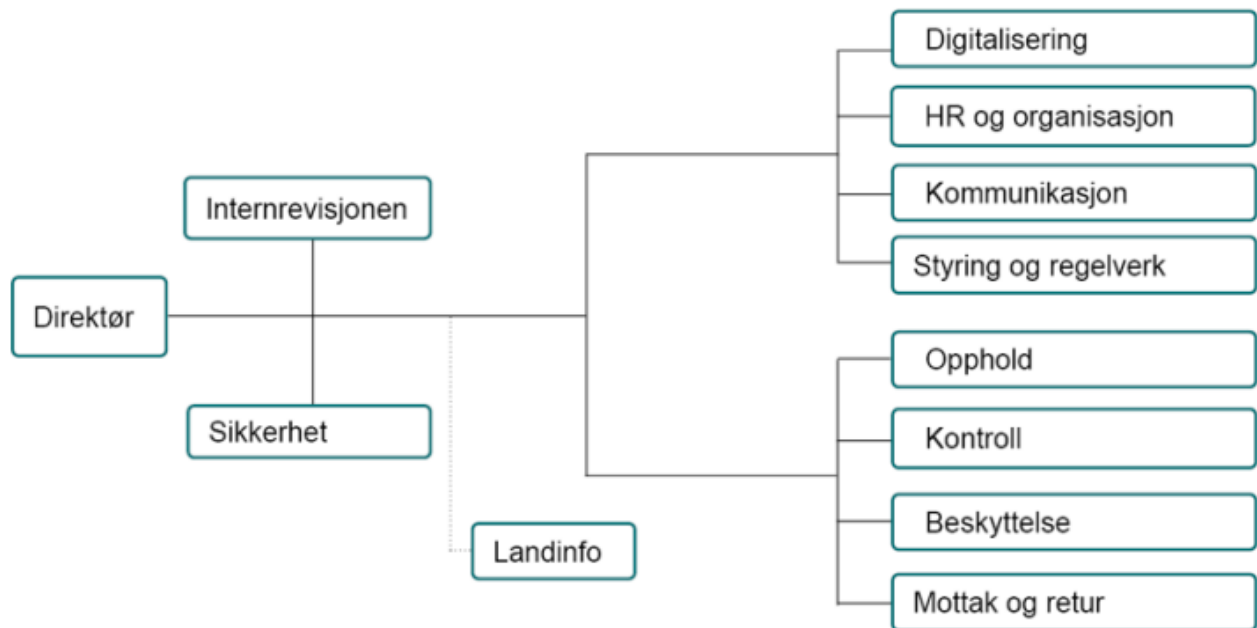 Direktør
Internrevisjonen
Sikkerhet
Landinfo
Digitalisering
HR og organisasjon
Kommunikasjon
Styring og regelverk
Opphold
Kontroll
Beskyttelse
Mottak og retur